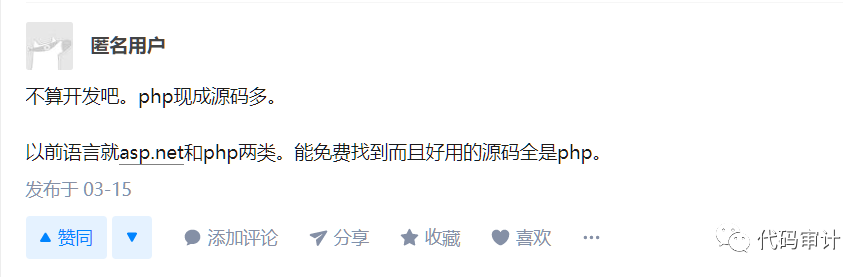 匿名用户
不算开发吧。php现成源码多。
以前语言就asp.net和php两类。能免费找到而且好用的源码全是php。
发布于 03-15
赞同 添加评论 分享 收藏 喜欢 ···
代码审计